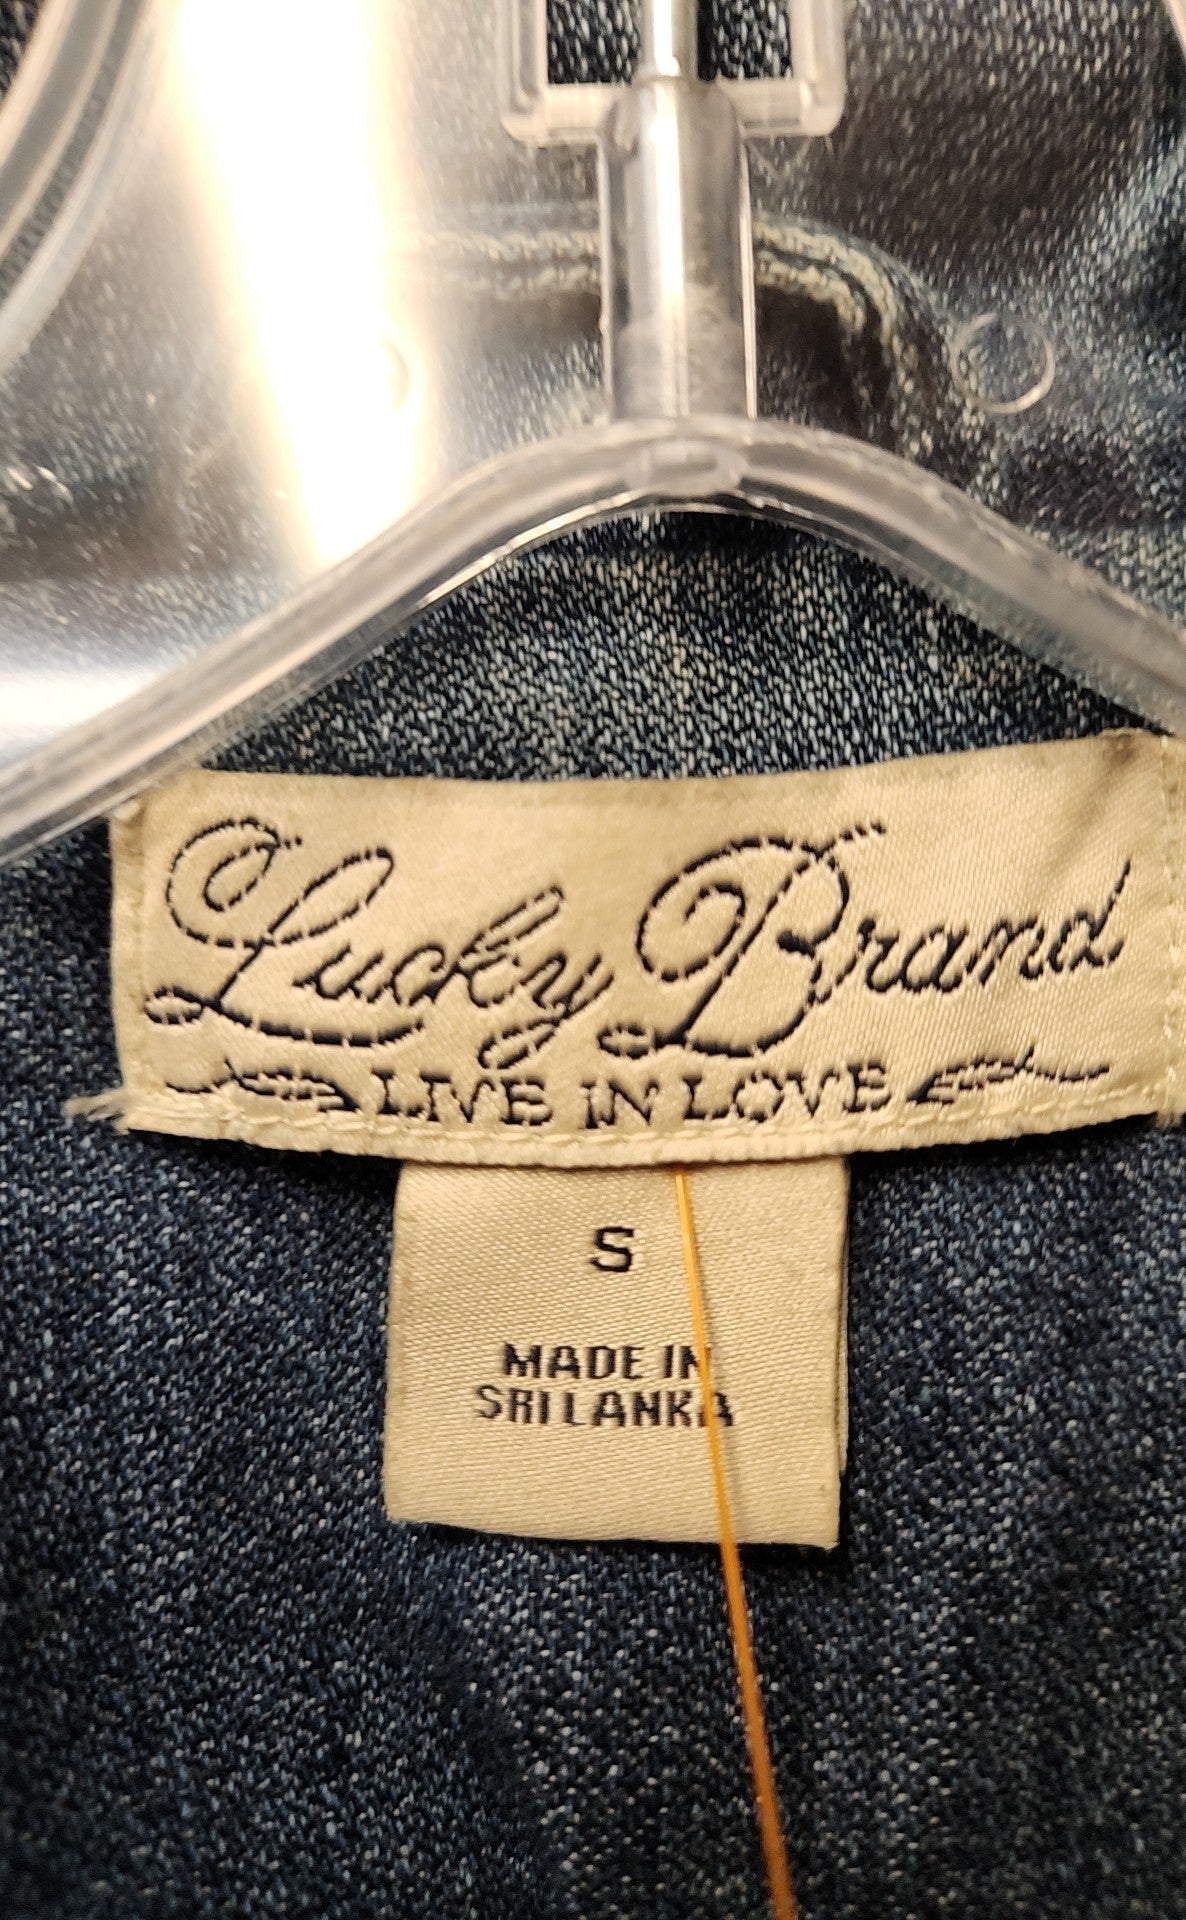 Lucky Brand
LIVE IN LOVE
S
MADE IN
SRI LANKA